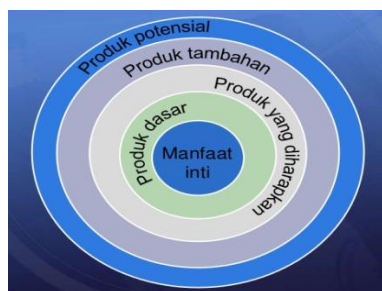 Produk potensial
Produk tambahan
Produk yang diharapkan
Produk dasar
Manfaat
inti